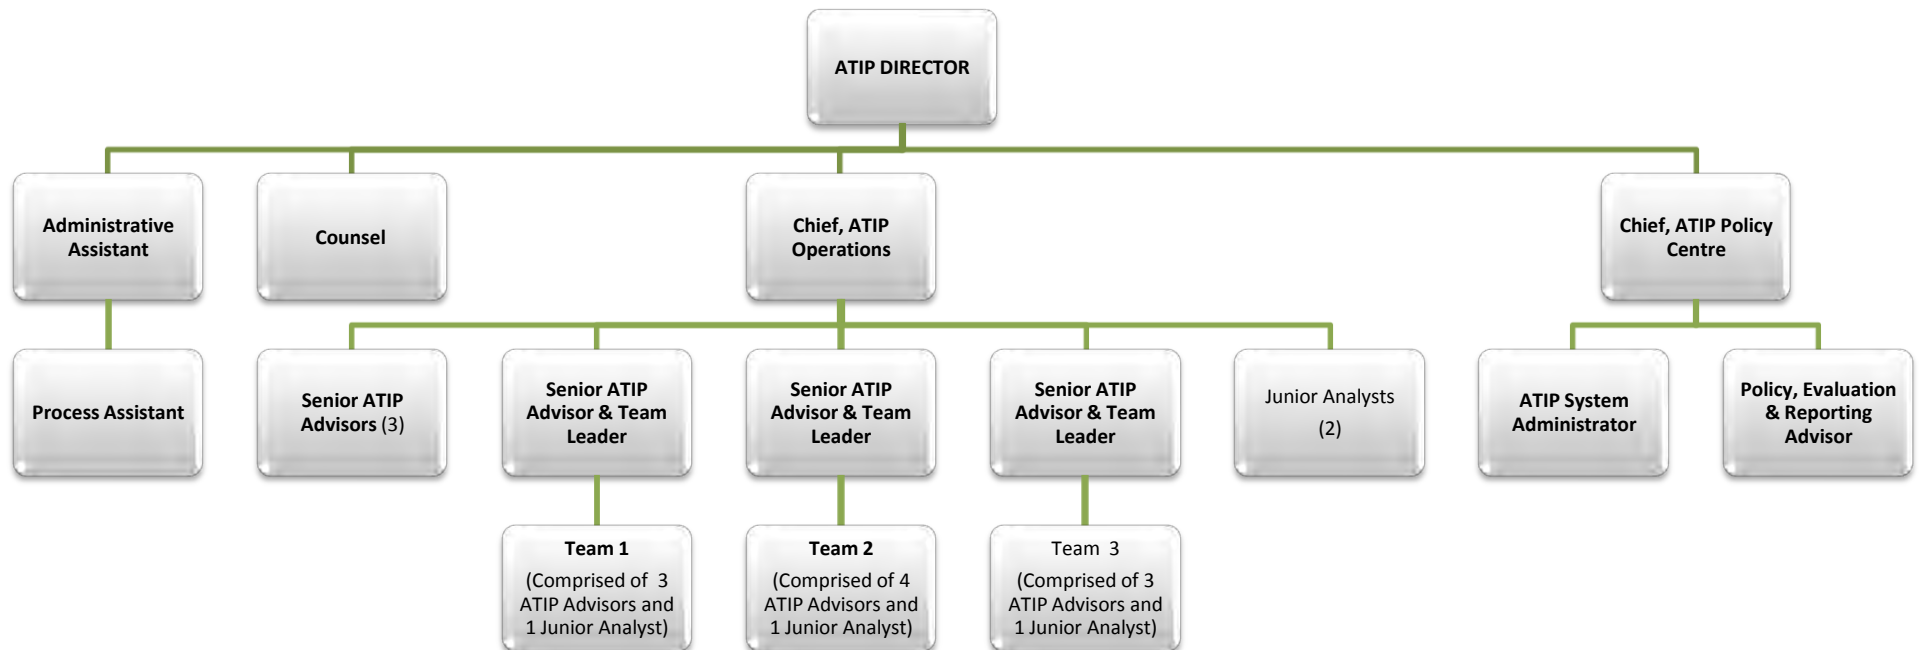 ATIP DIRECTOR
Administrative
Assistant
Counsel
Chief, ATIP
Operations
Chief, ATIP Policy
Centre
Process Assistant
Senior ATIP
Advisors (3)
Senior ATIP
Advisor & Team
Leader
Senior ATIP
Advisor & Team
Leader
Senior ATIP
Advisor & Team
Leader
Junior Analysts
(2)
ATIP System
Administrator
Policy, Evaluation
& Reporting
Advisor
Team 1
(Comprised of 3
ATIP Advisors and
1 Junior Analyst)
Team 2
(Comprised of 4
ATIP Advisors and
1 Junior Analyst)
Team 3
(Comprised of 3
ATIP Advisors and
1 Junior Analyst)